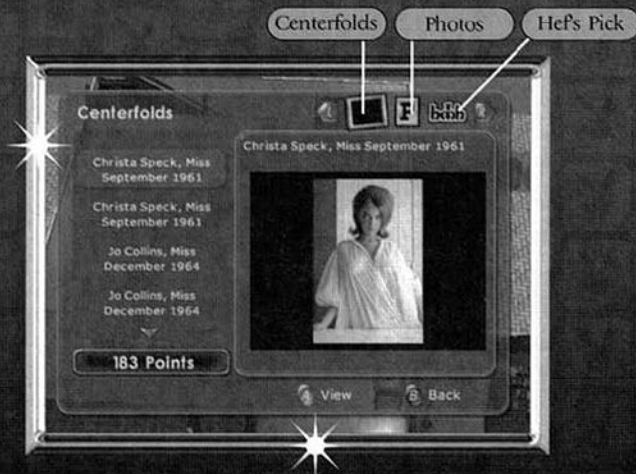 Centerfolds
Photos
Hef's Pick
Centerfolds
Christa Speck, Miss
September 1961
Christa Speck, Miss
September 1961
Jo Collins, Miss
December 1964
Jo Collins, Miss
December 1964
183 Points
Christa Speck, Miss September 1961
A View
B Back